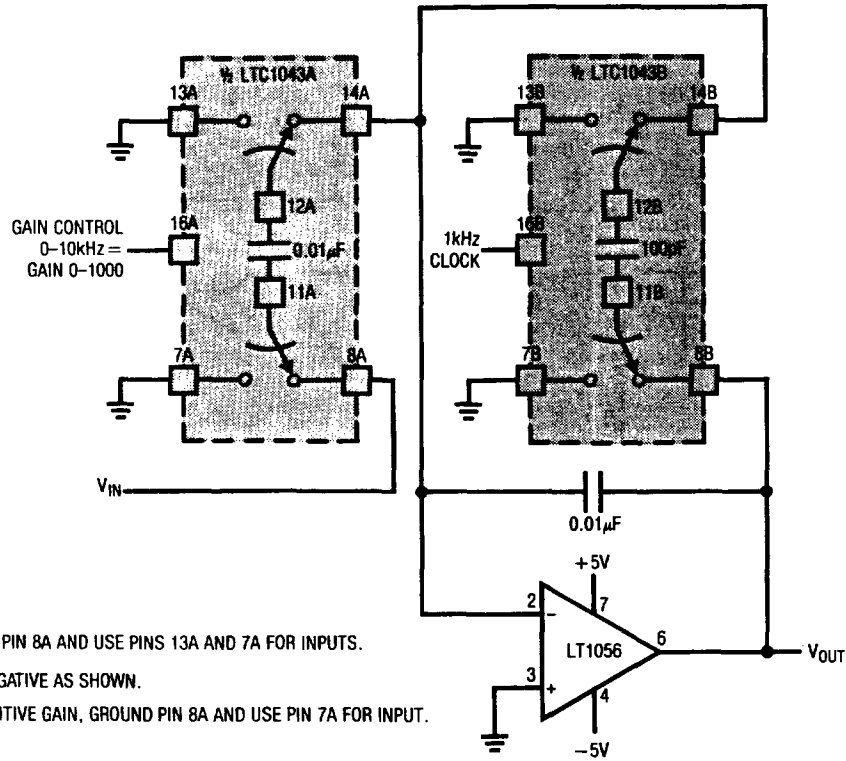 ½ LTC1043A
½ LTC1043B
13A
14A
13B
14B
12A
12B
GAIN CONTROL
0–10kHz =
GAIN 0–1000
16A
0.01µF
1kHz
CLOCK
16B
100pF
11A
11B
7A
8A
7B
8B
VIN
0.01µF
+5V
2
7
−
LT1056
6
VOUT
3
+
4
−5V
PIN 8A AND USE PINS 13A AND 7A FOR INPUTS.
GATIVE AS SHOWN.
ITIVE GAIN, GROUND PIN 8A AND USE PIN 7A FOR INPUT.